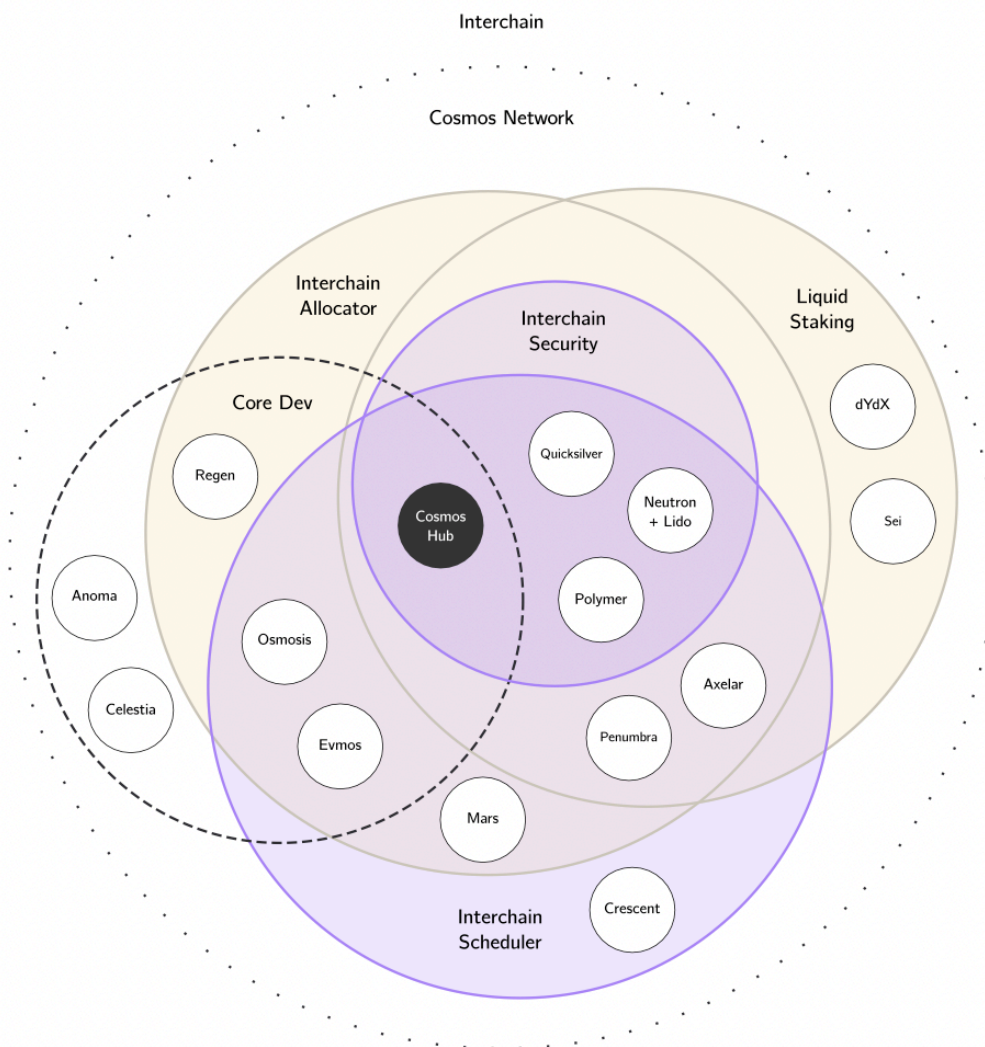 Interchain
Cosmos Network
Interchain
Allocator
Liquid
Staking
Interchain
Security
Core Dev
dYdX
Quicksilver
Regen
Neutron
+ Lido
Cosmos
Hub
Sei
Anoma
Polymer
Osmosis
Axelar
Celestia
Penumbra
Evmos
Mars
Crescent
Interchain
Scheduler